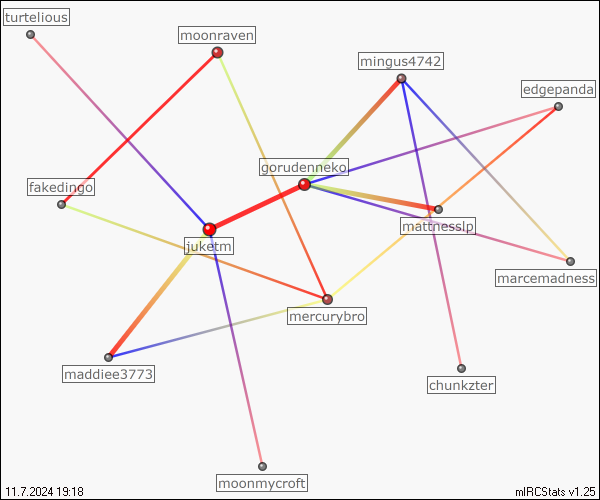 turtelious
moonraven
mingus4742
edgepanda
gorudenneko
fakedingo
mattnesslp
juketm
marcemadness
mercurybro
maddiee3773
chunkzter
moonmycroft
11.7.2024 19:18
mIRCStats v1.25